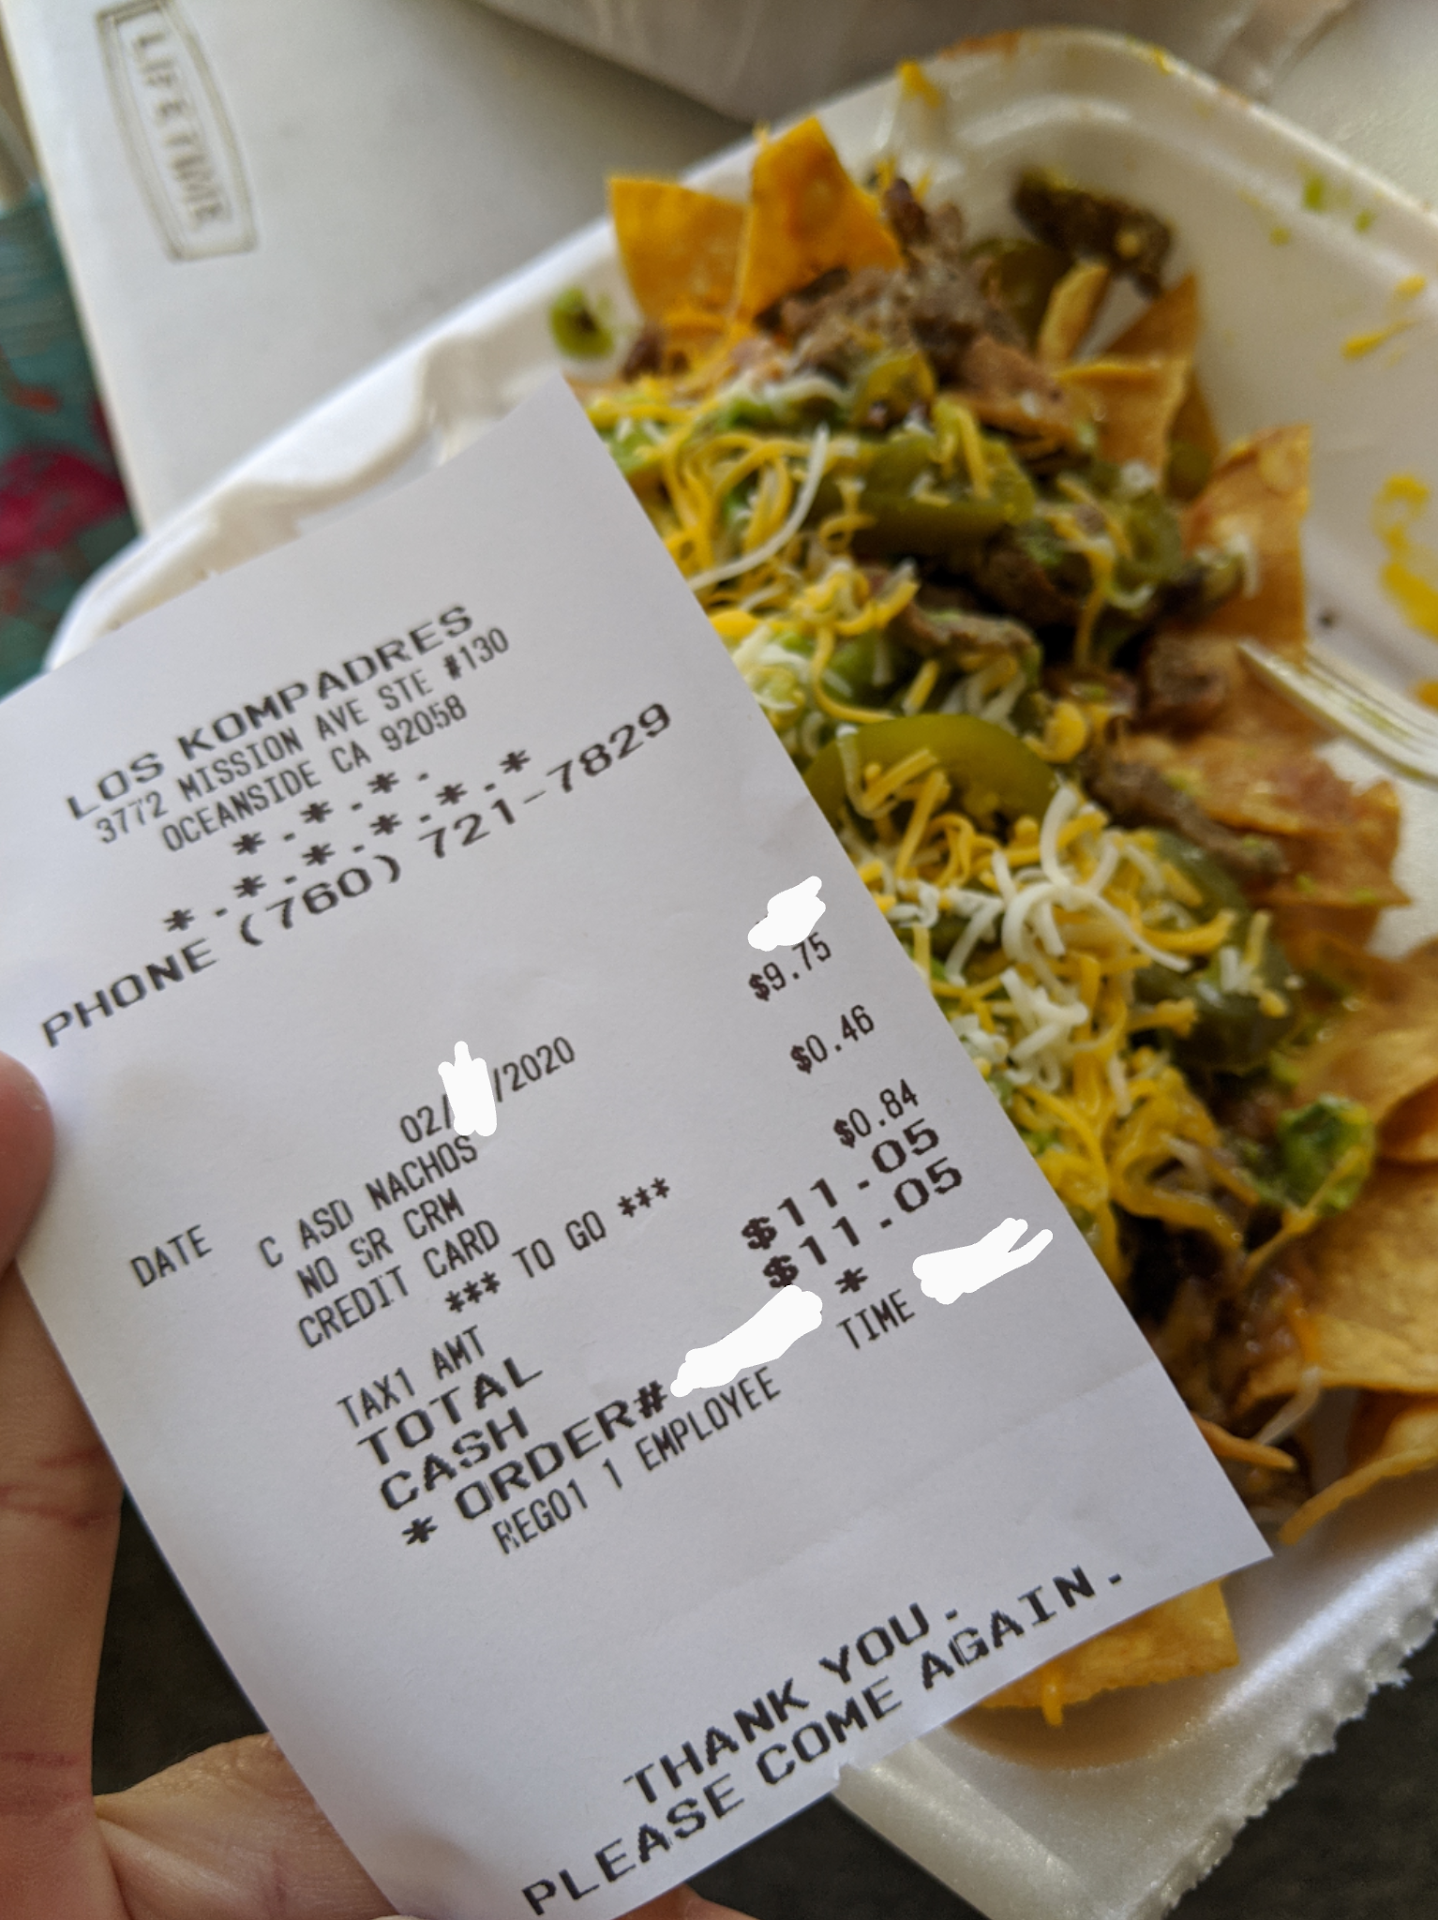 LIFETIME
LOS KOMPADRES
3772 MISSION AVE STE #130
OCEANSIDE CA 92058
*.*.*.
*.*.*.*.*
PHONE (760) 721-7829
DATE 02/ /2020
C ASD NACHOS $9.75
NO SR CRM
CREDIT CARD $0.46
*** TO GO ***
TAX1 AMT $0.84
TOTAL $11.05
CASH $11.05
* ORDER# *
REG01 1 EMPLOYEE TIME
THANK YOU.
PLEASE COME AGAIN.